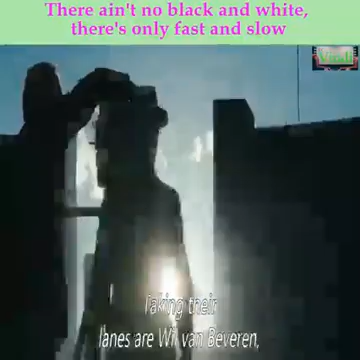 There ain't no black and white,
there's only fast and slow
Taking their
lanes are Wil van Beveren,